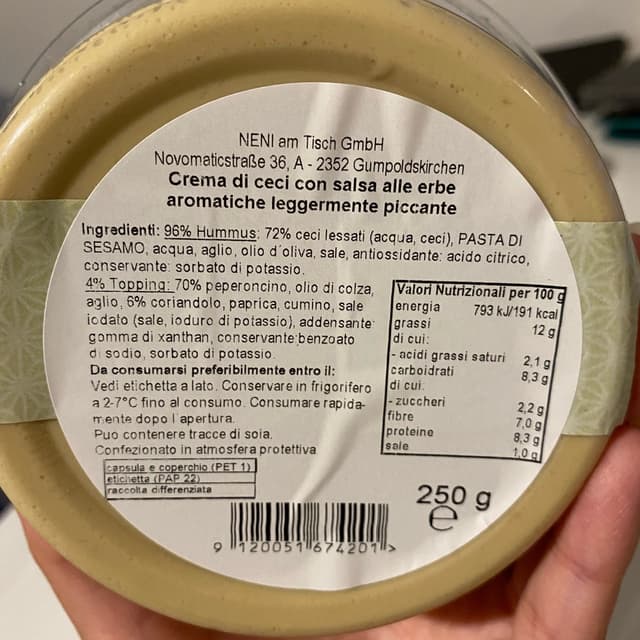 NENI am Tisch GmbH
Novomaticstraße 36, A - 2352 Gumpoldskirchen
Crema di ceci con salsa alle erbe
aromatiche leggermente piccante
Ingredienti: 96% Hummus: 72% ceci lessati (acqua, ceci), PASTA DI
SESAMO, acqua, aglio, olio d'oliva, sale, antiossidante: acido citrico,
conservante: sorbato di potassio.
4% Topping: 70% peperoncino, olio di colza,
aglio, 6% coriandolo, paprica, cumino, sale
iodato (sale, ioduro di potassio), addensante:
gomma di xanthan, conservante:benzoato
di sodio, sorbato di potassio.
Da consumarsi preferibilmente entro il:
Vedi etichetta a lato. Conservare in frigorifero
a 2-7°C fino al consumo. Consumare rapida-
mente dopo l'apertura.
Puo contenere tracce di soia.
Confezionato in atmosfera protettiva
capsula e coperchio (PET 1)
etichetta (PAP 22)
raccolta differenziata
Valori Nutrizionali per 100 g
energia 793 kJ/191 kcal
grassi 12 g
di cui:
- acidi grassi saturi 2,1 g
carboidrati 8,3 g
di cui:
- zuccheri 2,2 g
fibre 7,0 g
proteine 8,3 g
sale 1,0 g
250 g
e
9 120051 674201 >